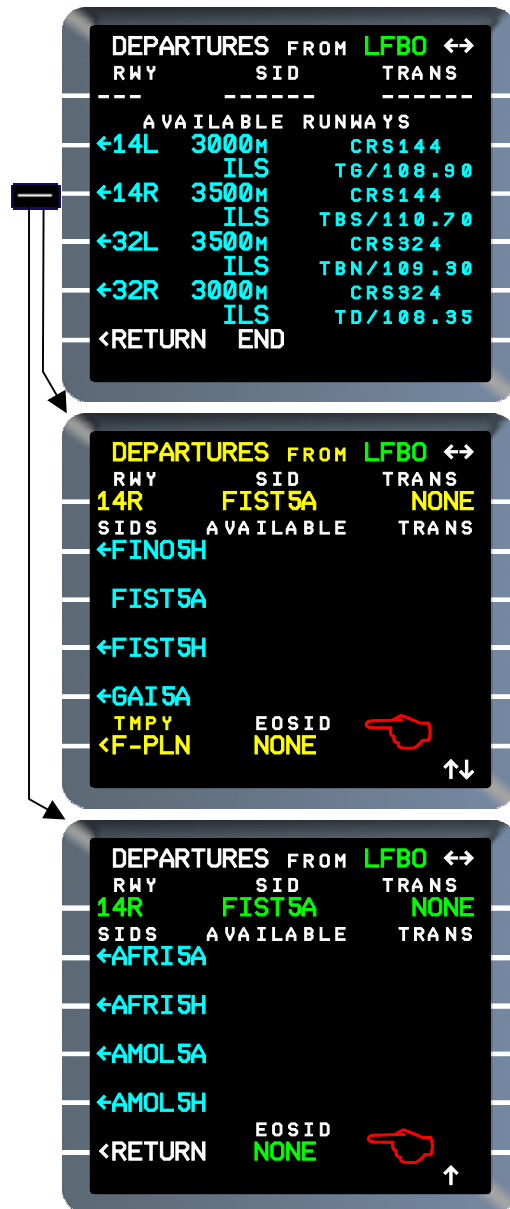 DEPARTURES FROM LFBO ←→
RWY SID TRANS
--- ------ ------
AVAILABLE RUNWAYS
←14L 3000M CRS144
ILS TG/108.90
←14R 3500M CRS144
ILS TBS/110.70
←32L 3500M CRS324
ILS TBN/109.30
←32R 3000M CRS324
ILS TD/108.35
<RETURN END
DEPARTURES FROM LFBO ←→
RWY SID TRANS
14R FIST5A NONE
SIDS AVAILABLE TRANS
←FINO5H
FIST5A
←FIST5H
←GAI5A
TMPY EOSID
<F-PLN NONE
↑↓
DEPARTURES FROM LFBO ←→
RWY SID TRANS
14R FIST5A NONE
SIDS AVAILABLE TRANS
←AFRI5A
←AFRI5H
←AMOL5A
←AMOL5H
EOSID
<RETURN NONE
↑